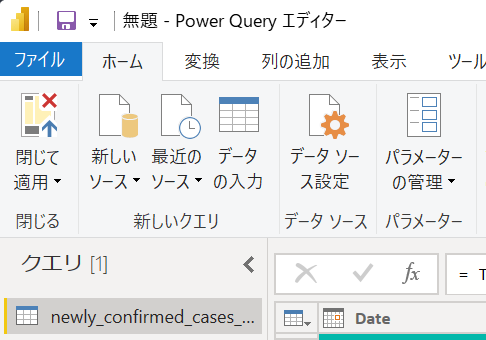 無題 - Power Query エディター
ファイル ホーム 変換 列の追加 表示 ツール
閉じて 新しい 最近の データ データ ソー パラメーター
適用 ソース ソース の入力 ス設定 の管理
閉じる 新しいクエリ データ ソース パラメーター
クエリ [1]
fx = T
newly_confirmed_cases_... Date